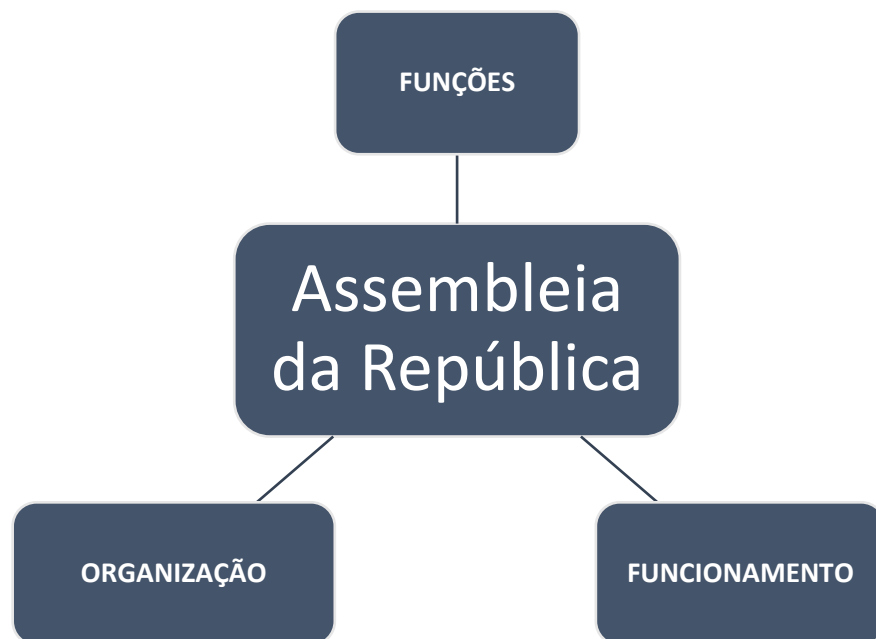 FUNÇÕES
Assembleia
da República
ORGANIZAÇÃO
FUNCIONAMENTO